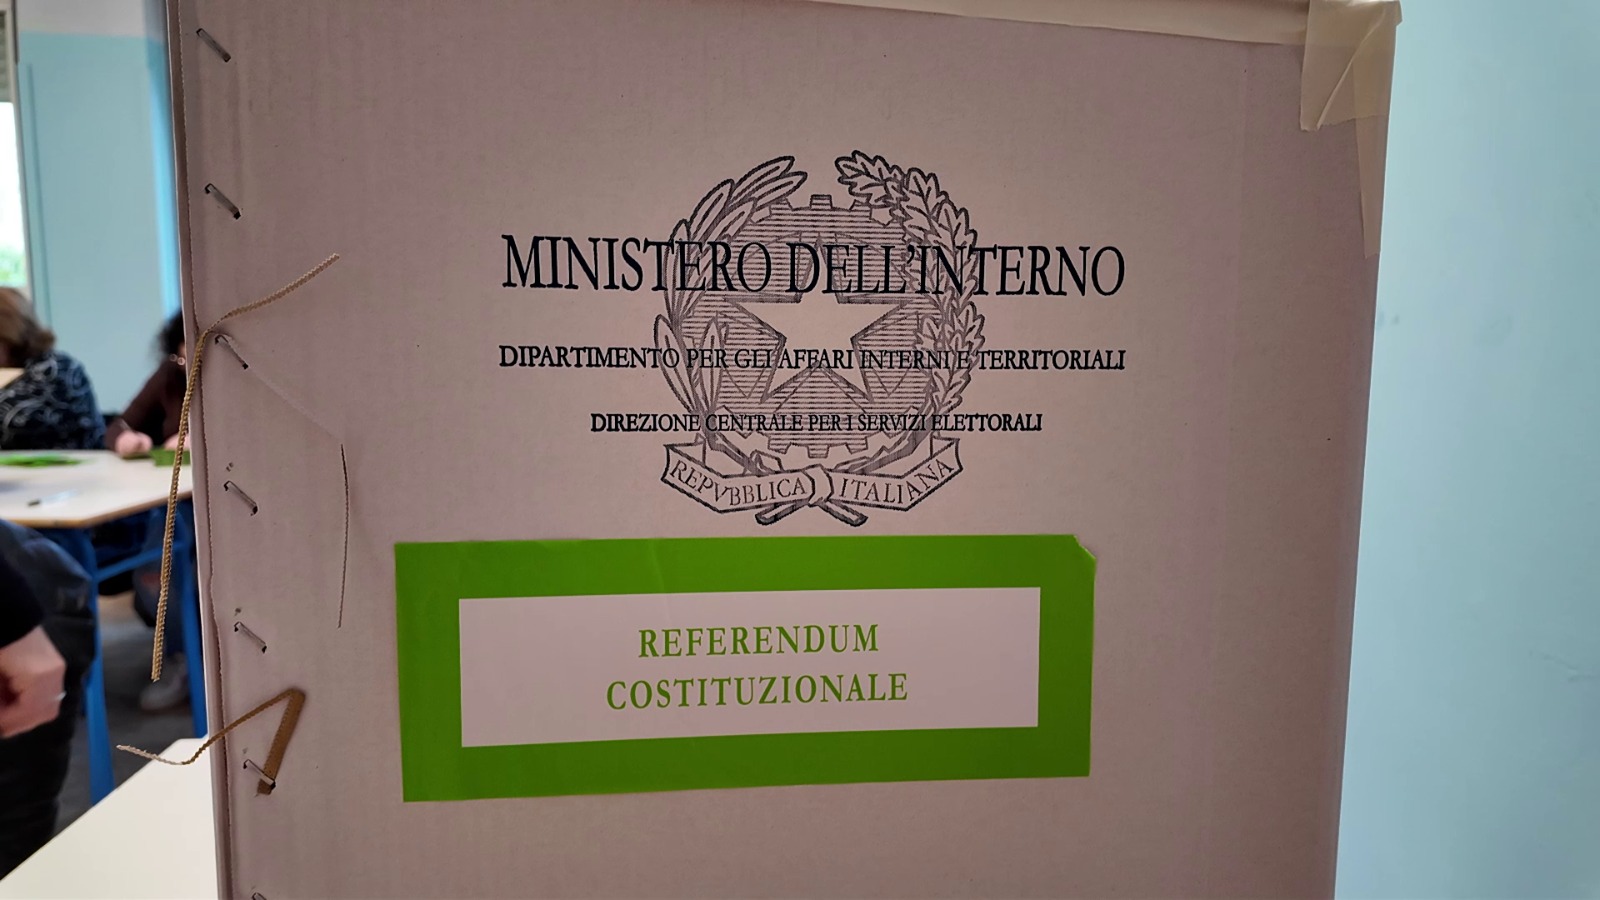 MINISTERO DELL'INTERNO
DIPARTIMENTO PER GLI AFFARI INTERNI E TERRITORIALI
DIREZIONE CENTRALE PER I SERVIZI ELETTORALI
REPVBBLICA ITALIANA
REFERENDUM
COSTITUZIONALE